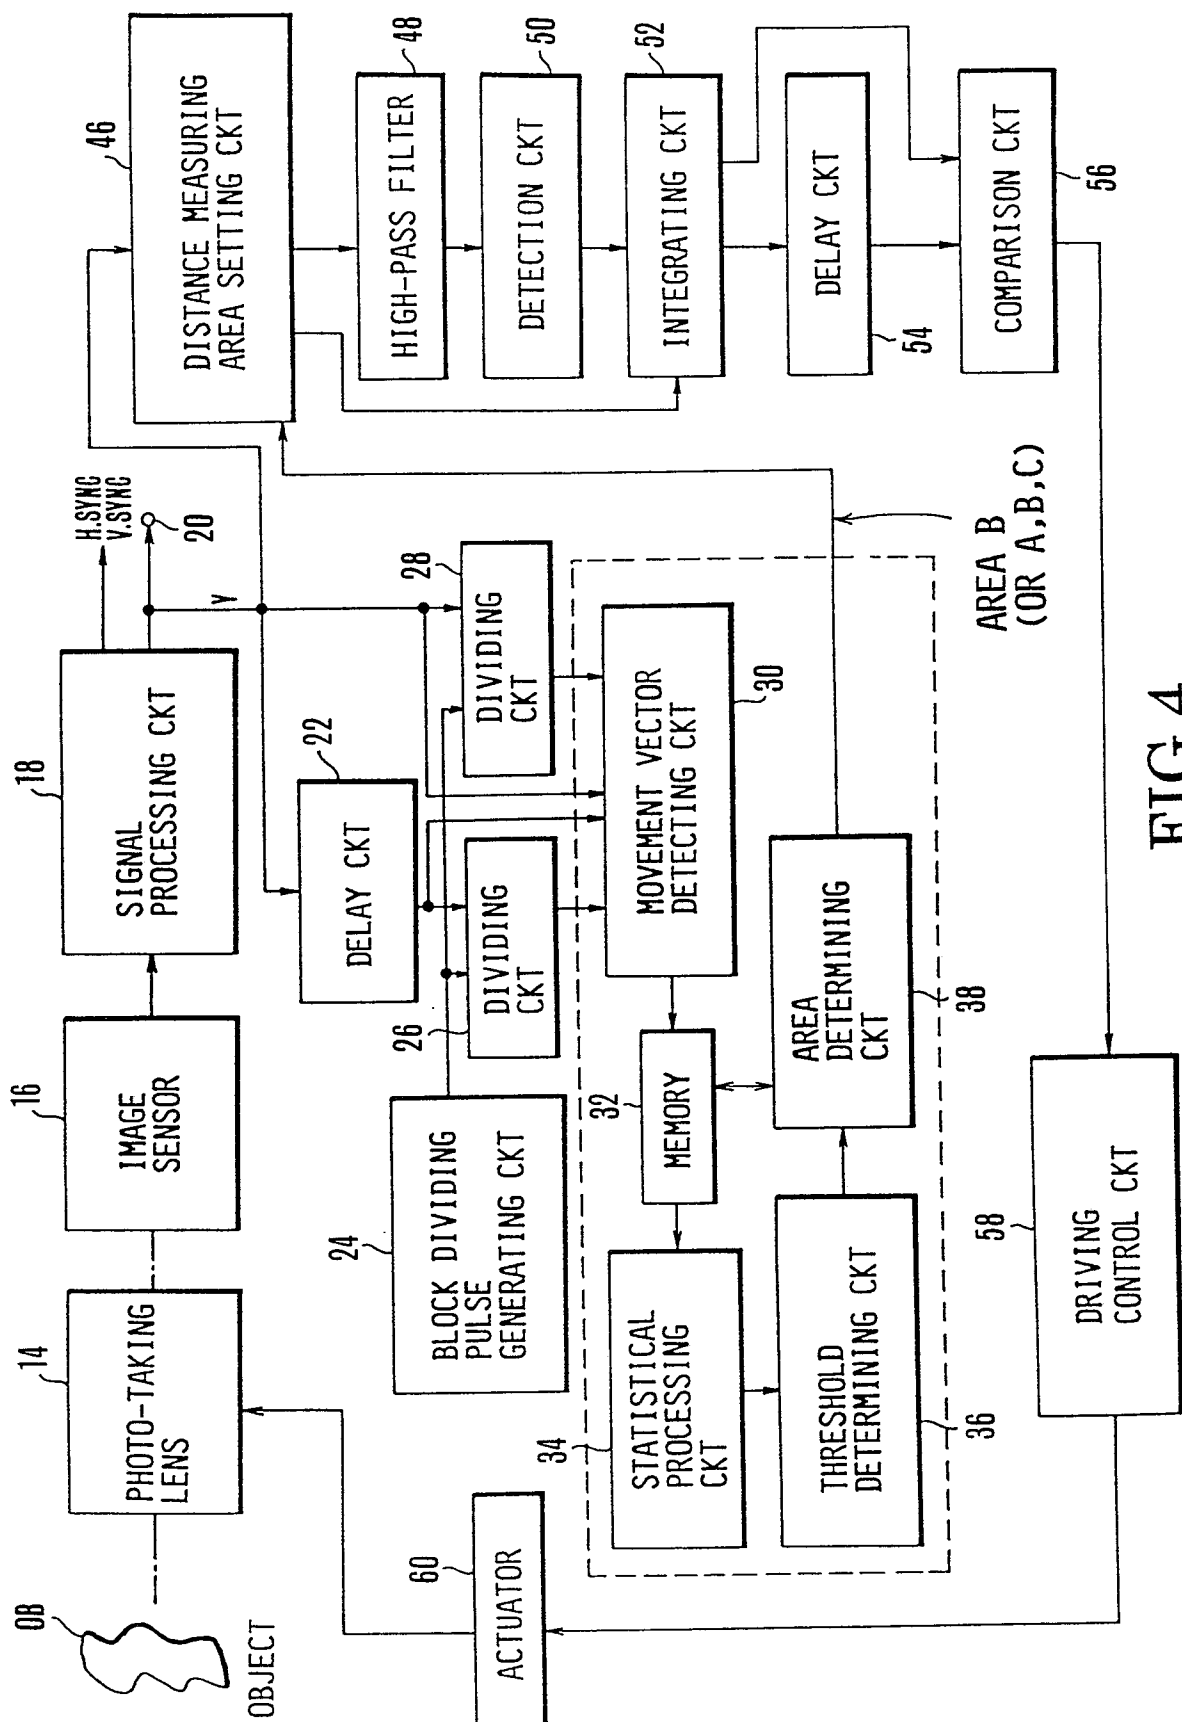 OB
OBJECT
14
PHOTO-TAKING
LENS
16
IMAGE
SENSOR
18
SIGNAL
PROCESSING CKT
H.SYNC
V.SYNC
20
Y
46
DISTANCE MEASURING
AREA SETTING CKT
22
DELAY CKT
48
HIGH-PASS FILTER
24
BLOCK DIVIDING
PULSE
GENERATING CKT
26
DIVIDING
CKT
28
DIVIDING
CKT
50
DETECTION CKT
60
ACTUATOR
34
STATISTICAL
PROCESSING
CKT
32
MEMORY
MOVEMENT VECTOR
DETECTING CKT
30
52
INTEGRATING CKT
THRESHOLD
DETERMINING CKT
36
AREA
DETERMINING
CKT
38
DELAY CKT
54
AREA B
(OR A,B,C)
COMPARISON CKT
56
58
DRIVING
CONTROL CKT
FIG.4